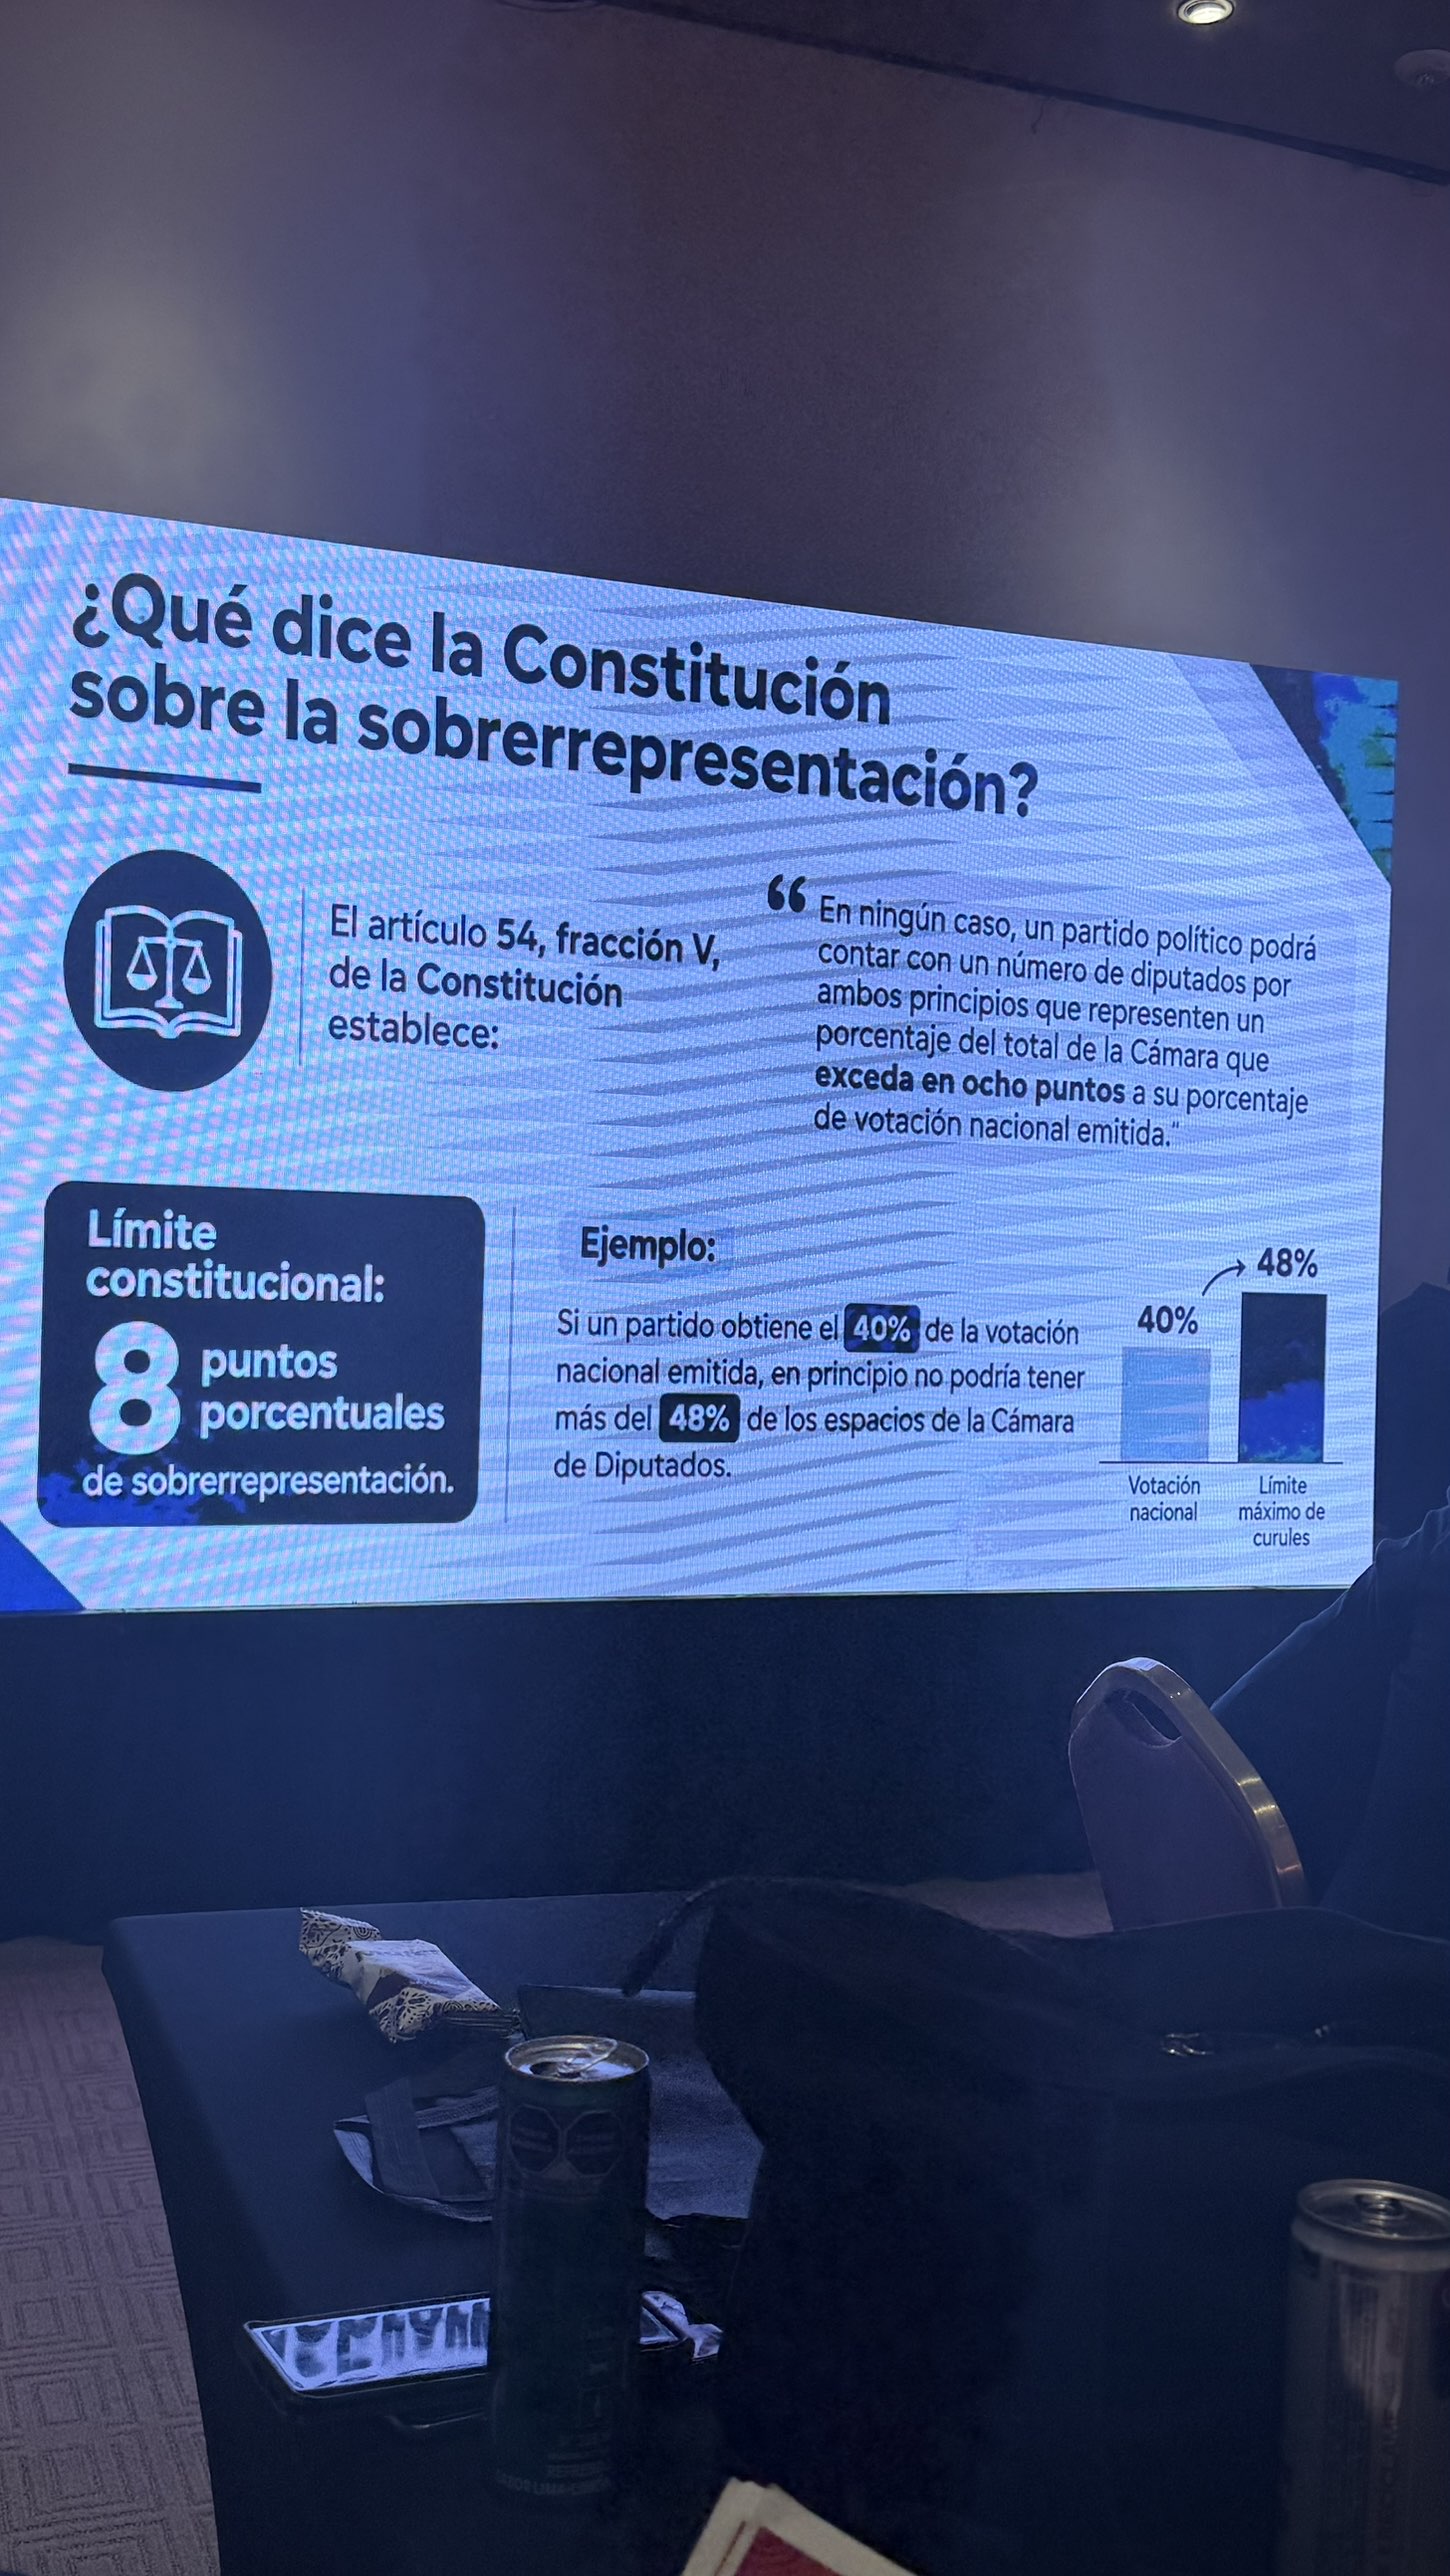 ¿Qué dice la Constitución
sobre la sobrerrepresentación?
El artículo 54, fracción V,
de la Constitución
establece:
“ En ningún caso, un partido político podrá
contar con un número de diputados por
ambos principios que representen un
porcentaje del total de la Cámara que
exceda en ocho puntos a su porcentaje
de votación nacional emitida."
Límite
constitucional:
8 puntos
porcentuales
de sobrerrepresentación.
Ejemplo:
Si un partido obtiene el 40% de la votación
nacional emitida, en principio no podría tener
más del 48% de los espacios de la Cámara
de Diputados.
40%
48%
Votación
nacional
Límite
máximo de
curules